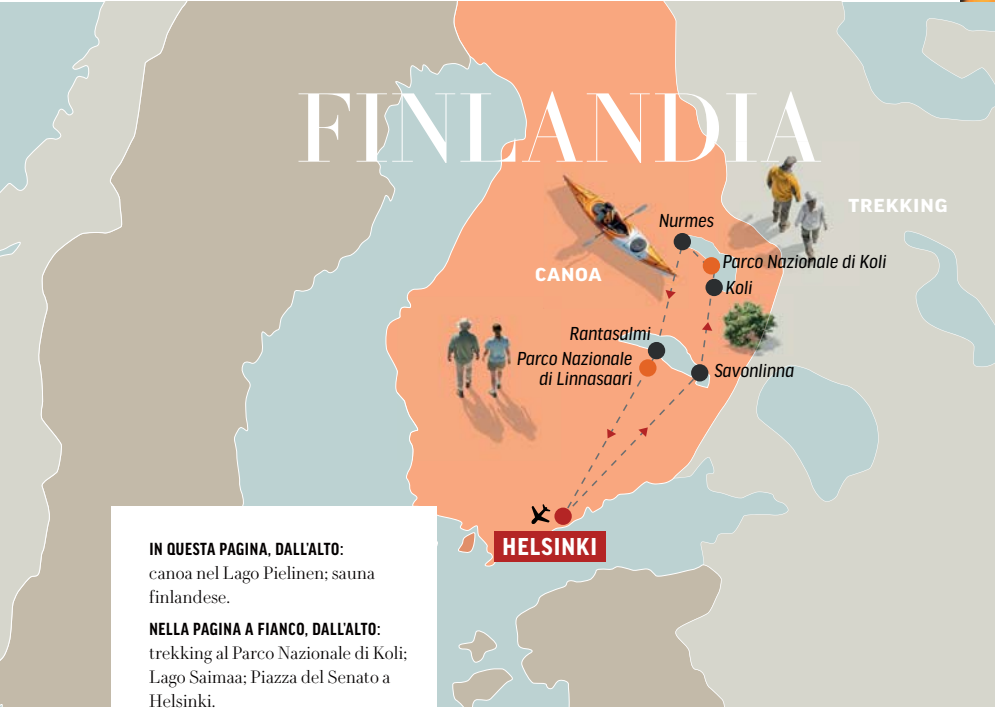 FINLANDIA
TREKKING
Nurmes
Parco Nazionale di Koli
CANOA
Koli
Rantasalmi
Parco Nazionale
di Linnasaari
Savonlinna
HELSINKI
IN QUESTA PAGINA, DALL'ALTO:
canoa nel Lago Pielinen; sauna
finlandese.
NELLA PAGINA A FIANCO, DALL'ALTO:
trekking al Parco Nazionale di Koli;
Lago Saimaa; Piazza del Senato a
Helsinki.